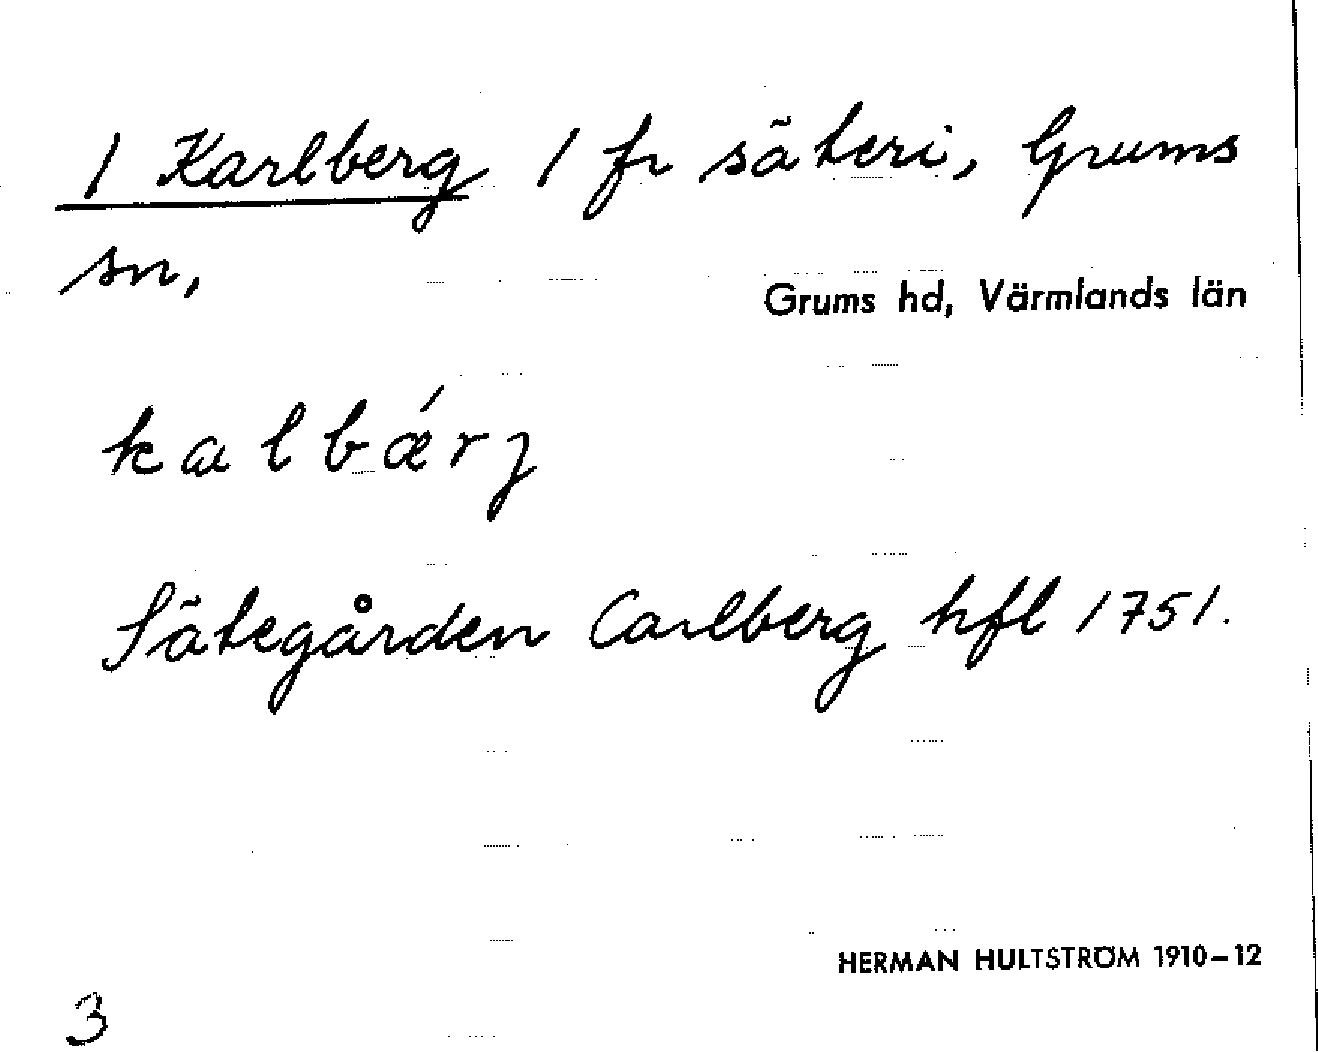 1 Karlberg 1 fr säteri, Grums
sn,
Grums hd, Värmlands län
kalbǽrj
Sätegården Carlberg hfl 1751.
HERMAN HULTSTRÖM 1910–12
3